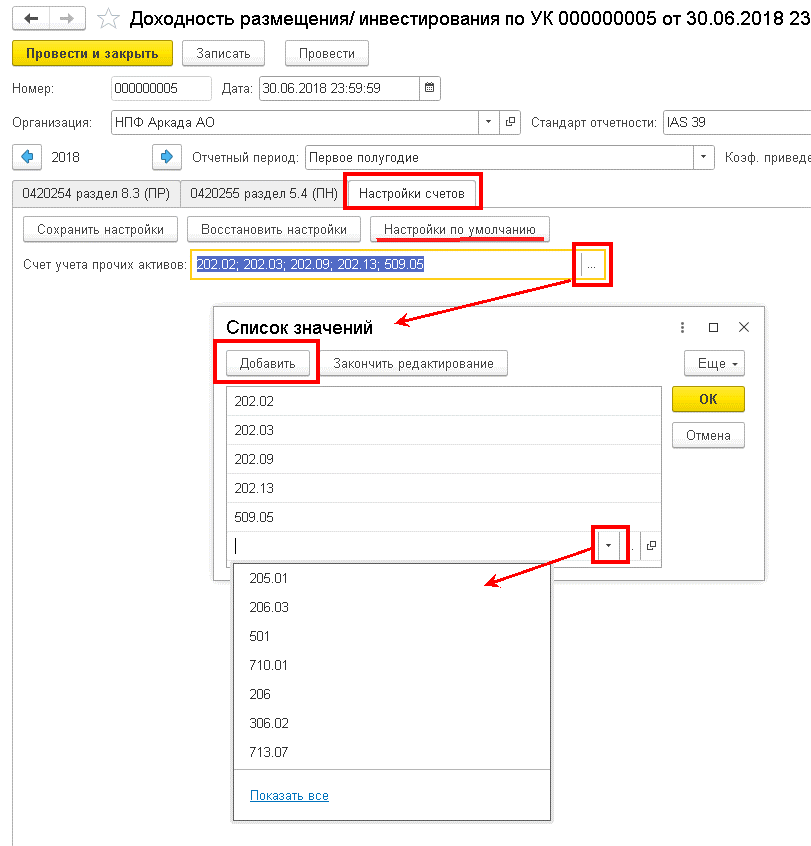 Доходность размещения/ инвестирования по УК 000000005 от 30.06.2018 23
Провести и закрыть Записать Провести
Номер: 000000005 Дата: 30.06.2018 23:59:59
Организация: НПФ Аркада АО Стандарт отчетности: IAS 39
2018 Отчетный период: Первое полугодие Коэф. приведе
0420254 раздел 8.3 (ПР) 0420255 раздел 5.4 (ПН) Настройки счетов
Сохранить настройки Восстановить настройки Настройки по умолчанию
Счет учета прочих активов: 202.02; 202.03; 202.09; 202.13; 509.05 ...
Список значений
Добавить Закончить редактирование Еще
202.02 ОК
202.03 Отмена
202.09
202.13
509.05
205.01
206.03
501
710.01
206
306.02
713.07
Показать все